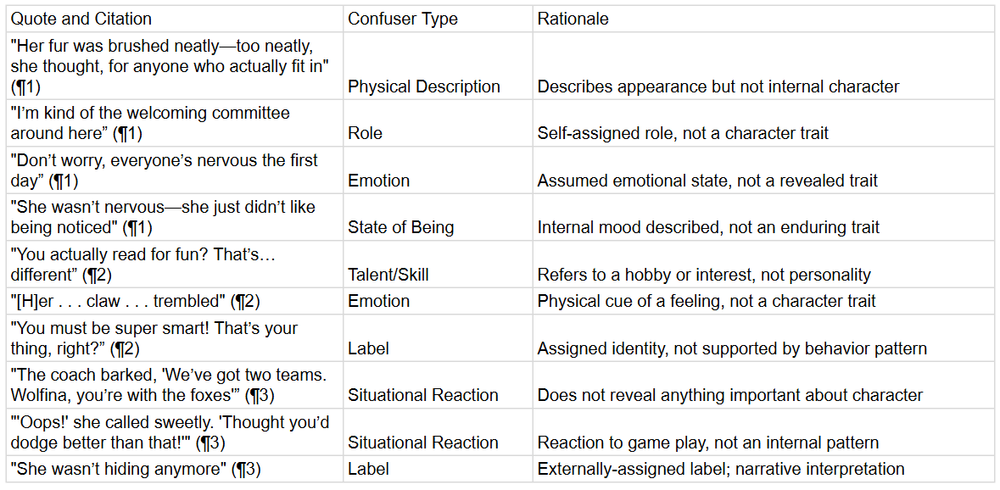 Quote and Citation Confuser Type Rationale
"Her fur was brushed neatly—too neatly,
she thought, for anyone who actually fit in"
(¶1) Physical Description Describes appearance but not internal character
"I’m kind of the welcoming committee
around here” (¶1) Role Self-assigned role, not a character trait
"Don’t worry, everyone’s nervous the first
day” (¶1) Emotion Assumed emotional state, not a revealed trait
"She wasn’t nervous—she just didn’t like
being noticed" (¶1) State of Being Internal mood described, not an enduring trait
"You actually read for fun? That’s…
different” (¶2) Talent/Skill Refers to a hobby or interest, not personality
"[H]er . . . claw . . . trembled" (¶2) Emotion Physical cue of a feeling, not a character trait
"You must be super smart! That’s your
thing, right?” (¶2) Label Assigned identity, not supported by behavior pattern
"The coach barked, 'We’ve got two teams.
Wolfina, you’re with the foxes'” (¶3) Situational Reaction Does not reveal anything important about character
"'Oops!' she called sweetly. 'Thought you’d
dodge better than that!'" (¶3) Situational Reaction Reaction to game play, not an internal pattern
"She wasn’t hiding anymore" (¶3) Label Externally-assigned label; narrative interpretation